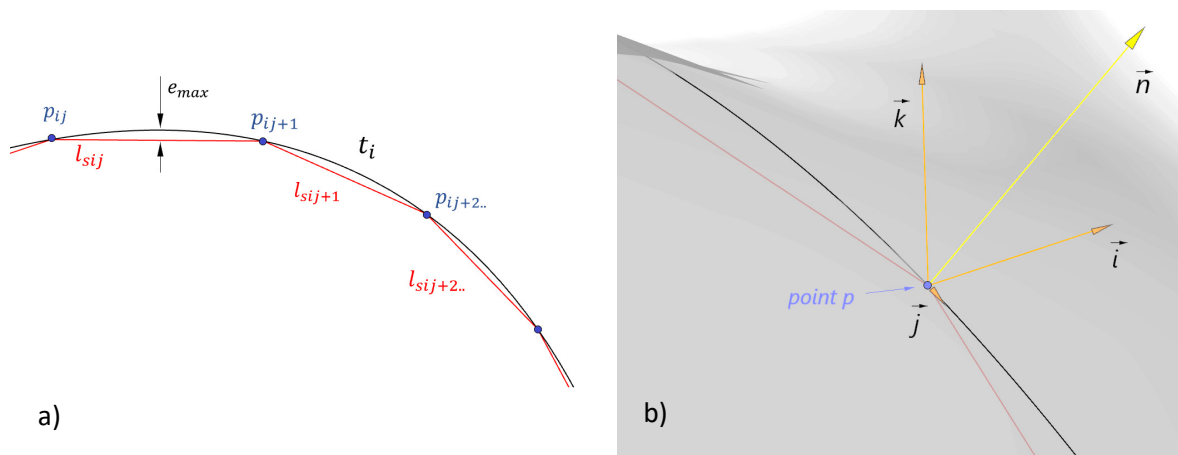 e_max
p_ij
p_ij+1
t_i
l_sij
l_sij+1
p_ij+2..
l_sij+2..
a)
n⃗
k⃗
i⃗
point p
j⃗
b)